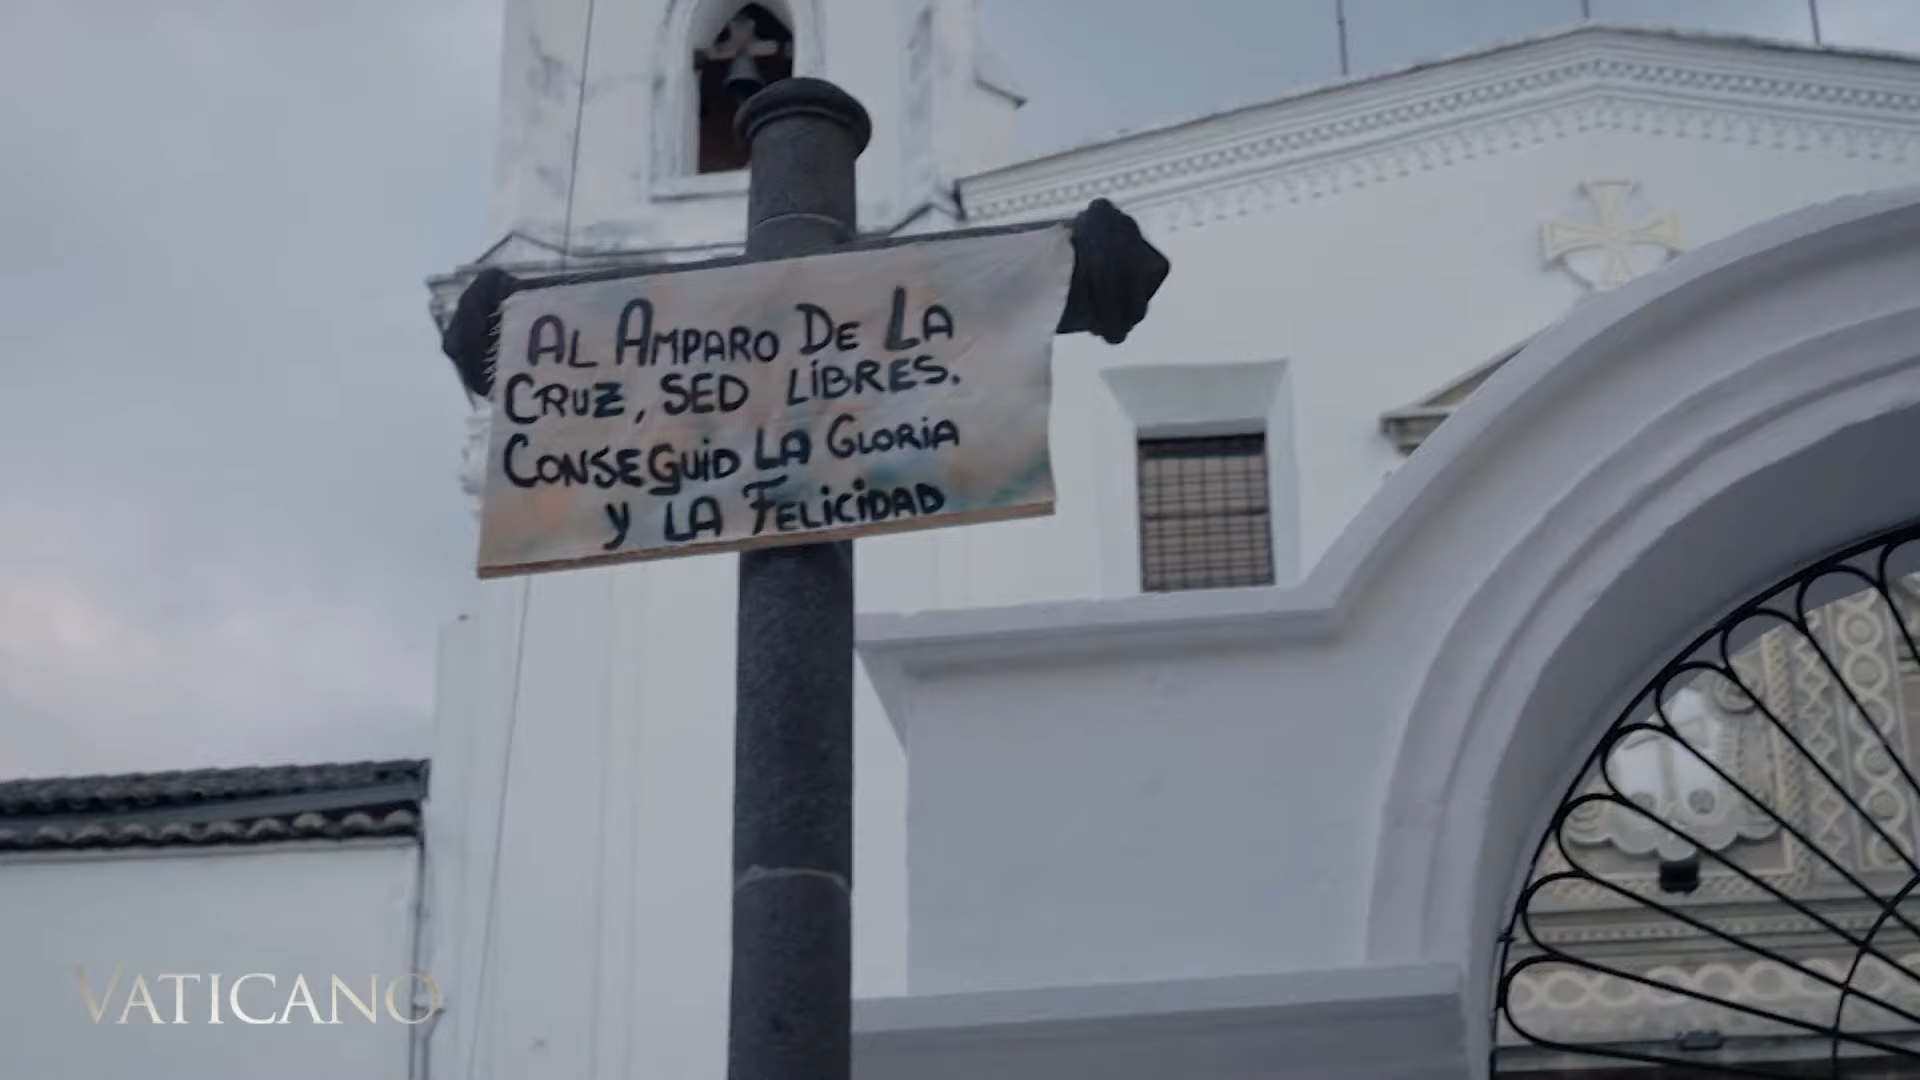 Al Amparo De La
Cruz, sed libres.
Conseguid La Gloria
y la Felicidad
VATICANO